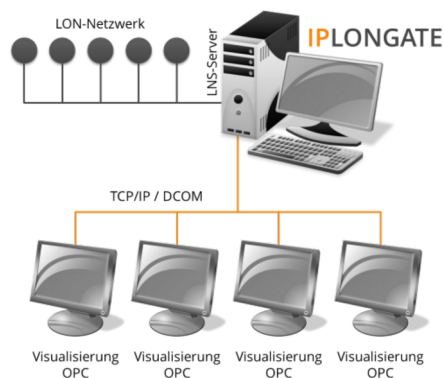 LON-Netzwerk
LNS-Server
IPLONGATE
TCP/IP / DCOM
Visualisierung
OPC
Visualisierung
OPC
Visualisierung
OPC
Visualisierung
OPC